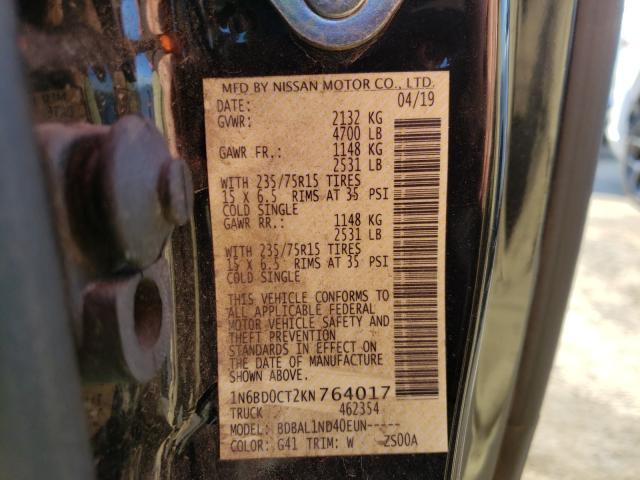 MFD BY NISSAN MOTOR CO., LTD.
DATE: 04/19
GVWR: 2132 KG
4700 LB
GAWR FR.: 1148 KG
2531 LB
WITH 235/75R15 TIRES
15 X 6.5 RIMS AT 35 PSI
COLD SINGLE
GAWR RR.: 1148 KG
2531 LB
WITH 235/75R15 TIRES
15 X 6.5 RIMS AT 35 PSI
COLD SINGLE
THIS VEHICLE CONFORMS TO
ALL APPLICABLE FEDERAL
MOTOR VEHICLE SAFETY AND
THEFT PREVENTION
STANDARDS IN EFFECT ON
THE DATE OF MANUFACTURE
SHOWN ABOVE.
1N6BD0CT2KN764017
TRUCK 462354
MODEL: BDBAL1ND40EUN-----
COLOR: G41 TRIM: W ZS00A